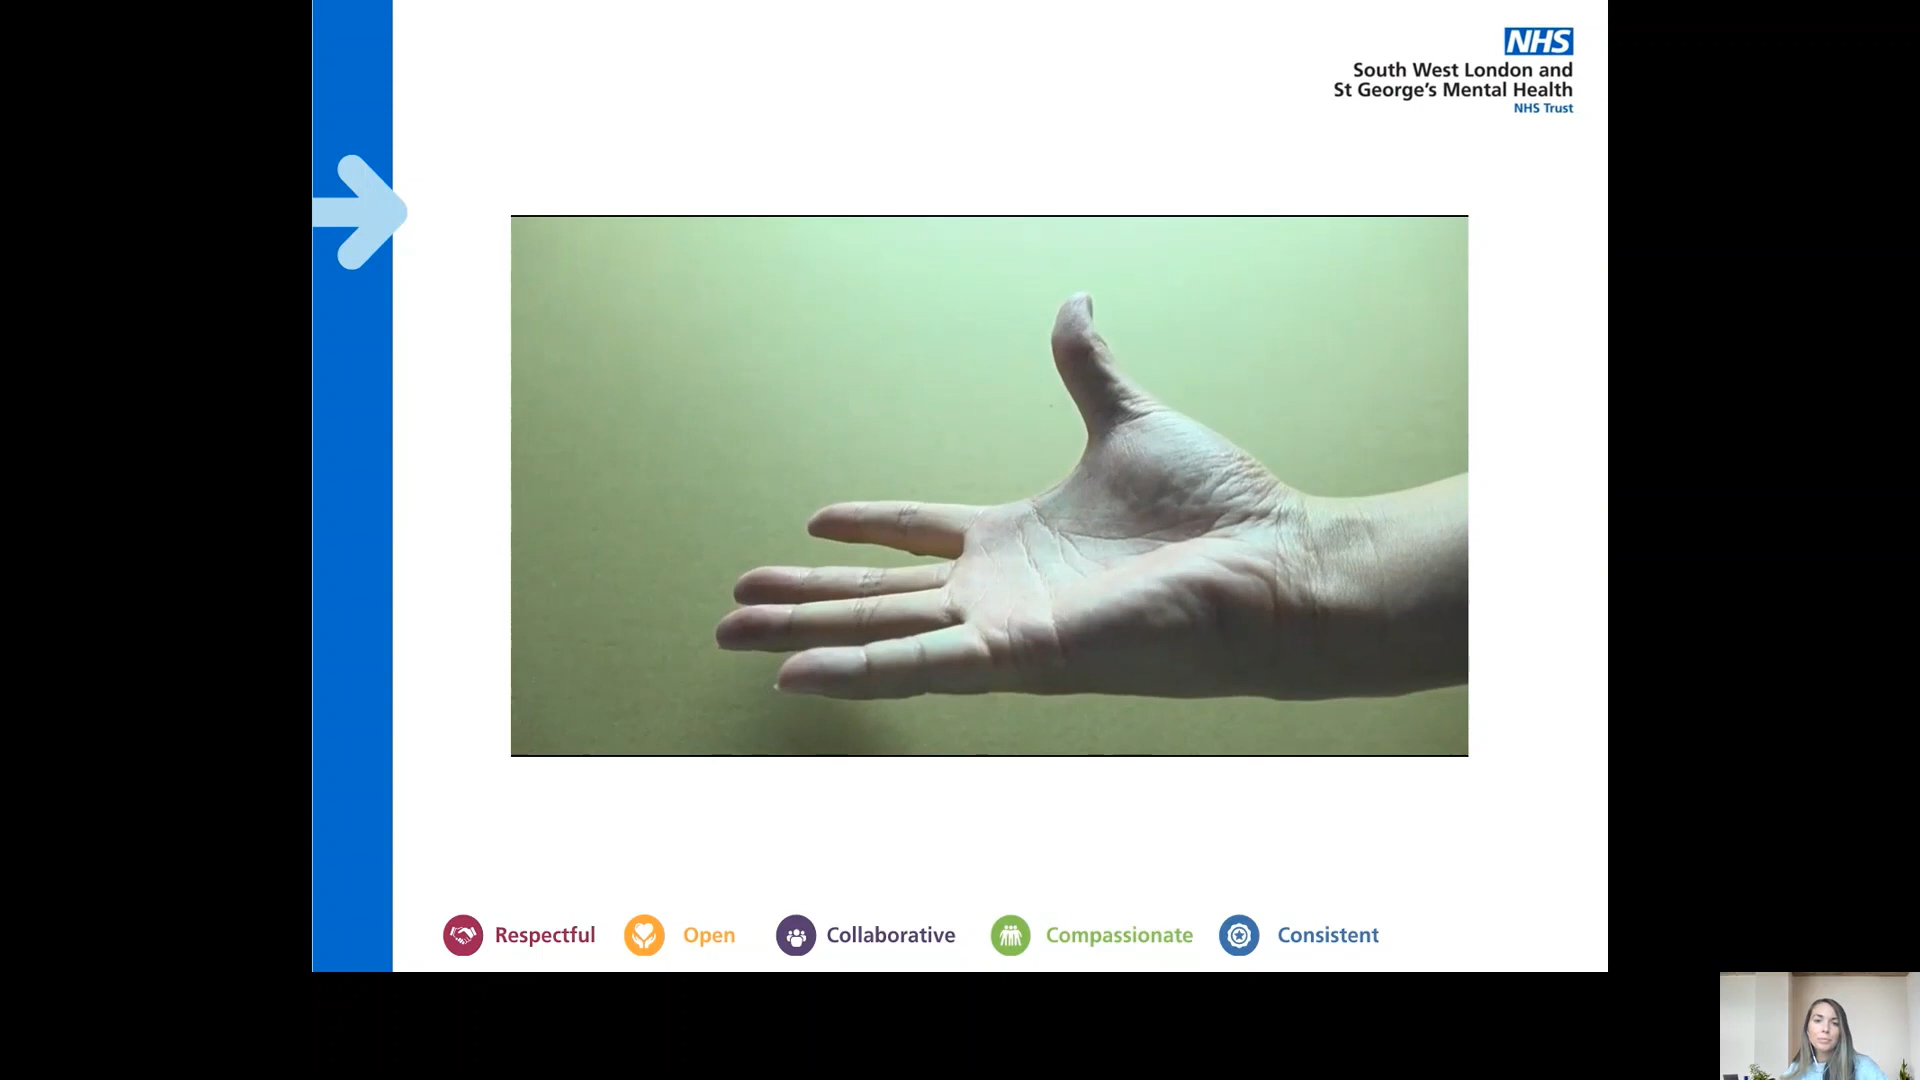 NHS
South West London and
St George's Mental Health
NHS Trust
Respectful Open Collaborative Compassionate Consistent